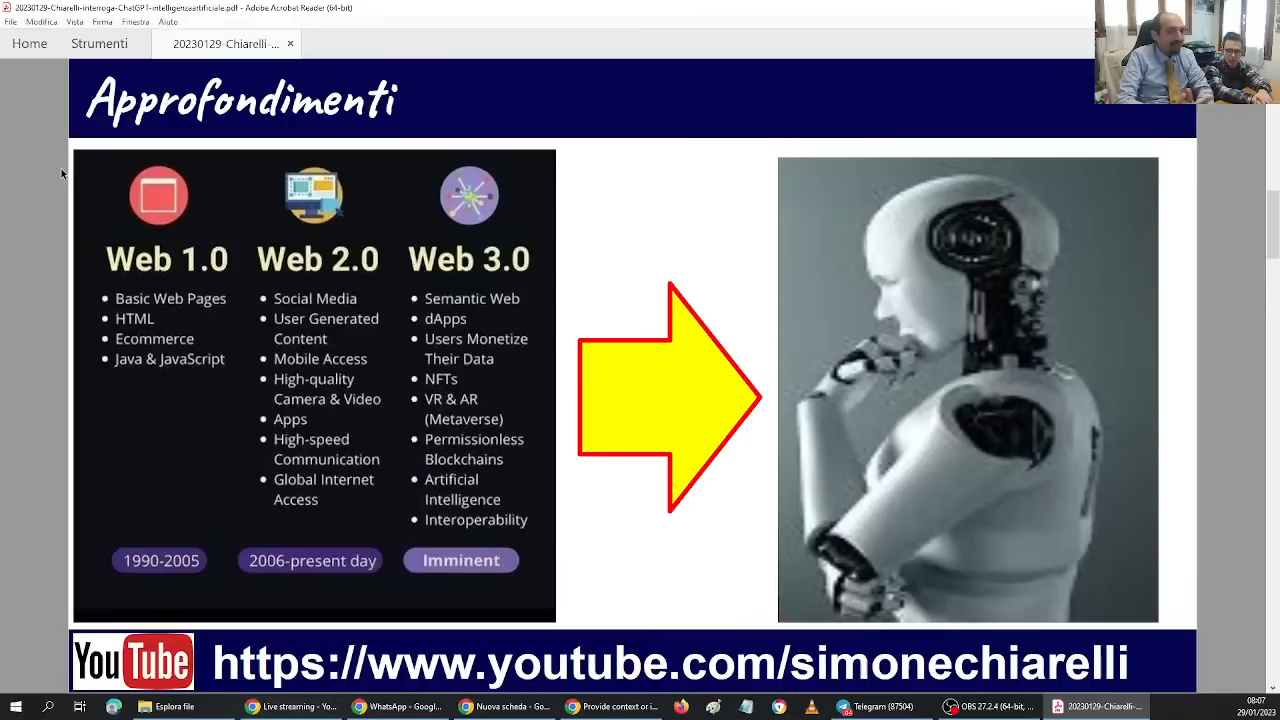 20230129-Chiarelli-interroga-ChatGPT-intelligenzaartificiale.pdf - Adobe Acrobat Reader (64-bit)
File Modifica Vista Firma Finestra Aiuto
Home Strumenti 20230129-Chiarelli-... ×
Approfondimenti
Web 1.0
• Basic Web Pages
• HTML
• Ecommerce
• Java & JavaScript
1990-2005
Web 2.0
• Social Media
• User Generated
Content
• Mobile Access
• High-quality
Camera & Video
• Apps
• High-speed
Communication
• Global Internet
Access
2006-present day
Web 3.0
• Semantic Web
• dApps
• Users Monetize
Their Data
• NFTs
• VR & AR
(Metaverse)
• Permissionless
Blockchains
• Artificial
Intelligence
• Interoperability
Imminent
YouTube https://www.youtube.com/simonechiarelli
Esplora file Live streaming - Yo... WhatsApp - Googl... Nuova scheda - Go... Provide context or i... Telegram (87504) OBS 27.2.4 (64-bit, ... 20230129-Chiarelli-... 08:07
29/01/2023